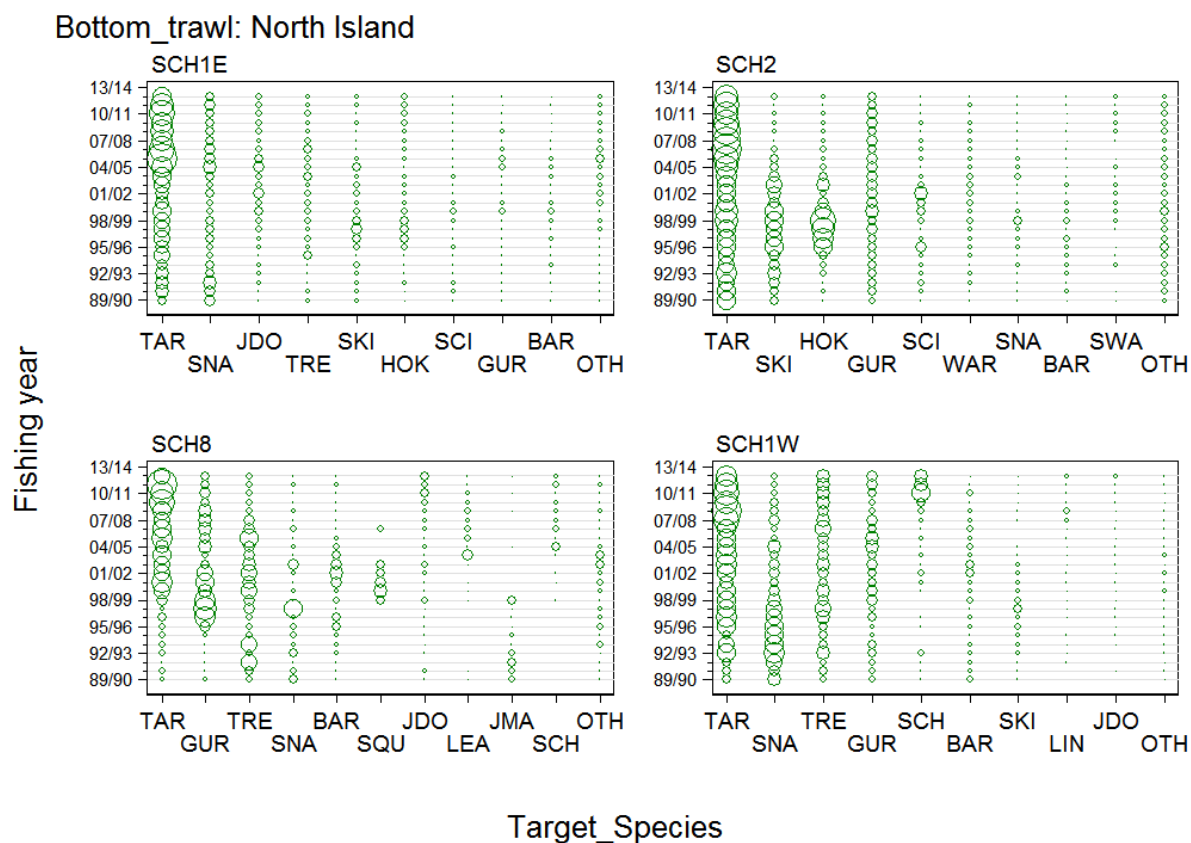 Bottom_trawl: North Island
SCH1E
13/14
10/11
07/08
04/05
01/02
98/99
95/96
92/93
89/90
TAR JDO SKI SCI BAR
SNA TRE HOK GUR OTH
SCH2
13/14
10/11
07/08
04/05
01/02
98/99
95/96
92/93
89/90
TAR HOK SCI SNA SWA
SKI GUR WAR BAR OTH
Fishing year
SCH8
13/14
10/11
07/08
04/05
01/02
98/99
95/96
92/93
89/90
TAR TRE BAR JDO JMA OTH
GUR SNA SQU LEA SCH
SCH1W
13/14
10/11
07/08
04/05
01/02
98/99
95/96
92/93
89/90
TAR TRE SCH SKI JDO
SNA GUR BAR LIN OTH
Target_Species